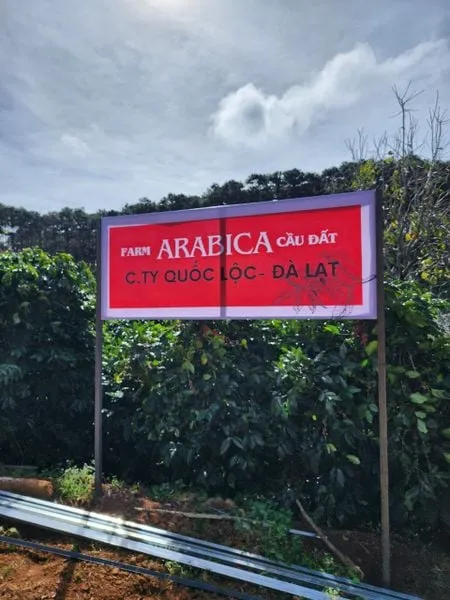 FARM ARABICA CẦU ĐẤT
C.TY QUỐC LỘC- ĐÀ LẠT